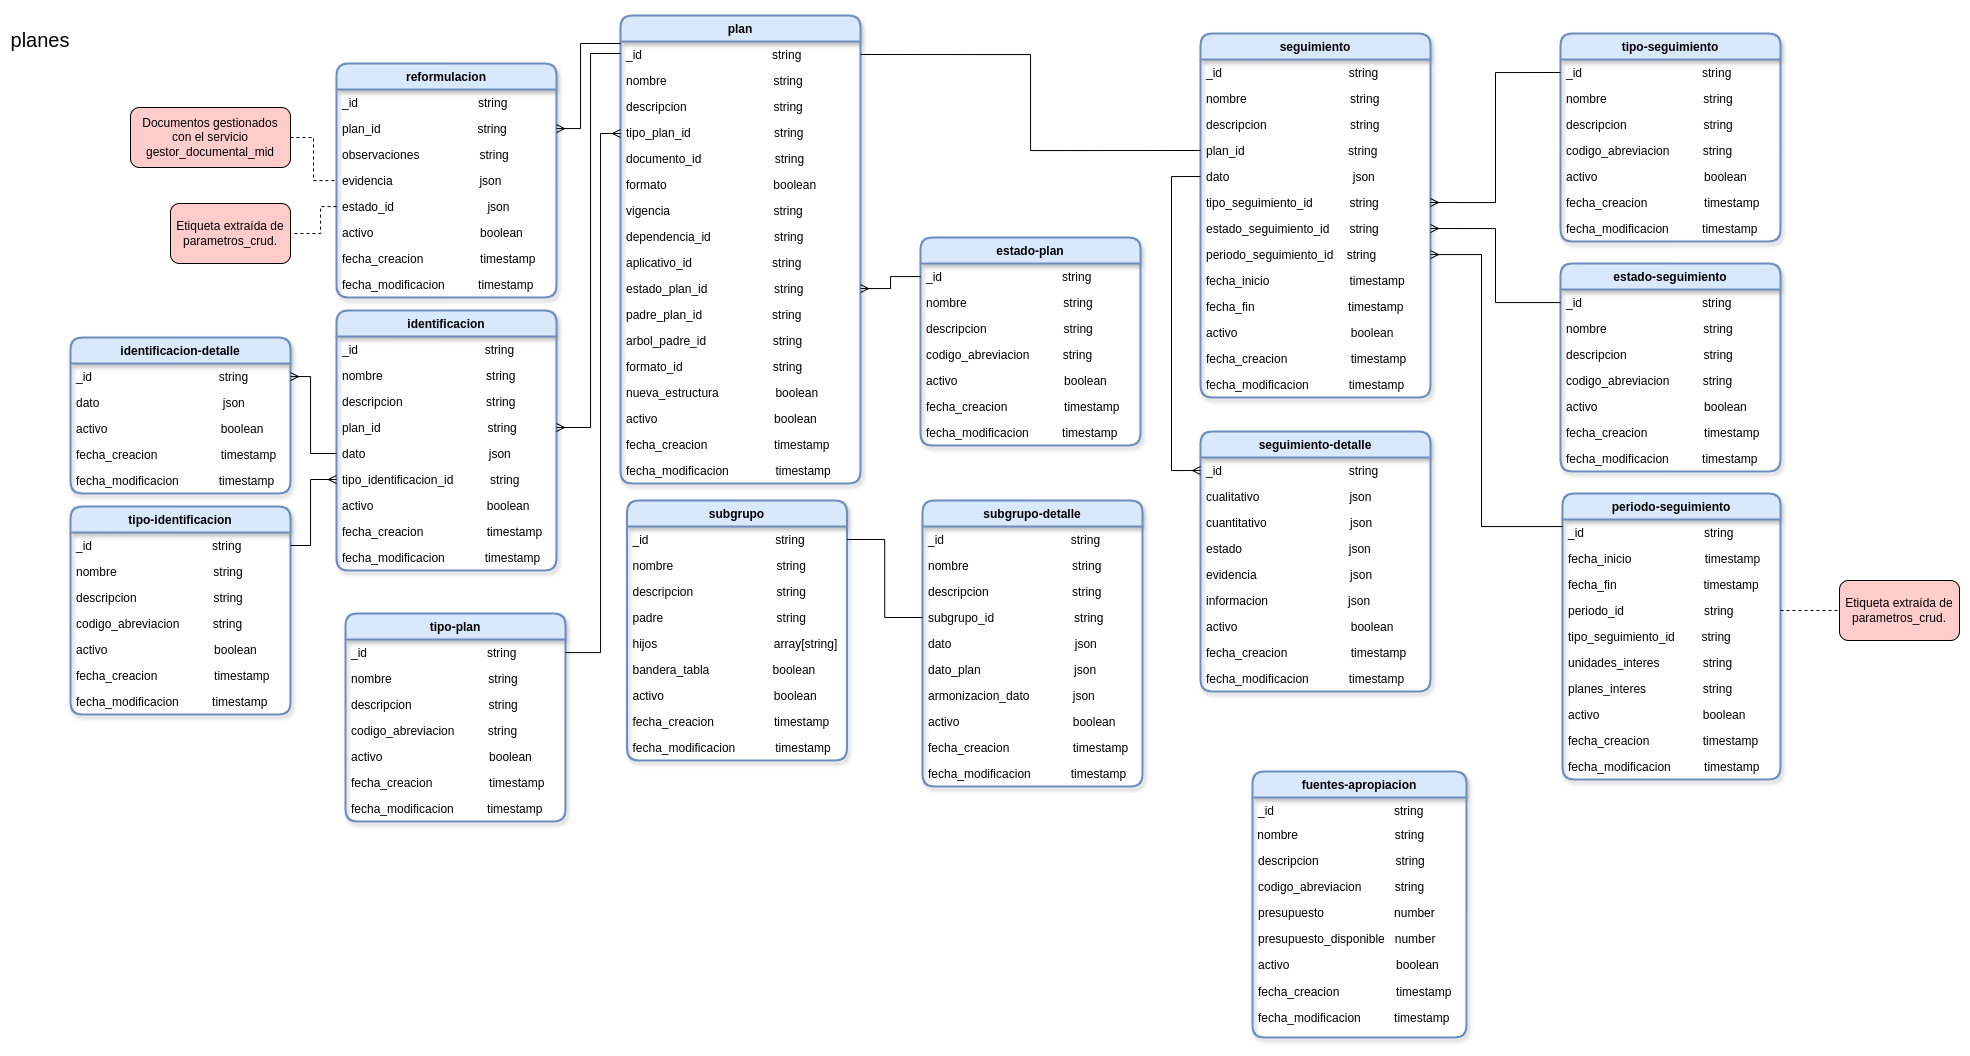 planes
Documentos gestionados
con el servicio
gestor_documental_mid
Etiqueta extraída de
parametros_crud.
reformulacion
_id string
plan_id string
observaciones string
evidencia json
estado_id json
activo boolean
fecha_creacion timestamp
fecha_modificacion timestamp
identificacion-detalle
_id string
dato json
activo boolean
fecha_creacion timestamp
fecha_modificacion timestamp
tipo-identificacion
_id string
nombre string
descripcion string
codigo_abreviacion string
activo boolean
fecha_creacion timestamp
fecha_modificacion timestamp
identificacion
_id string
nombre string
descripcion string
plan_id string
dato json
tipo_identificacion_id string
activo boolean
fecha_creacion timestamp
fecha_modificacion timestamp
tipo-plan
_id string
nombre string
descripcion string
codigo_abreviacion string
activo boolean
fecha_creacion timestamp
fecha_modificacion timestamp
plan
_id string
nombre string
descripcion string
tipo_plan_id string
documento_id string
formato boolean
vigencia string
dependencia_id string
aplicativo_id string
estado_plan_id string
padre_plan_id string
arbol_padre_id string
formato_id string
nueva_estructura boolean
activo boolean
fecha_creacion timestamp
fecha_modificacion timestamp
subgrupo
_id string
nombre string
descripcion string
padre string
hijos array[string]
bandera_tabla boolean
activo boolean
fecha_creacion timestamp
fecha_modificacion timestamp
estado-plan
_id string
nombre string
descripcion string
codigo_abreviacion string
activo boolean
fecha_creacion timestamp
fecha_modificacion timestamp
subgrupo-detalle
_id string
nombre string
descripcion string
subgrupo_id string
dato json
dato_plan json
armonizacion_dato json
activo boolean
fecha_creacion timestamp
fecha_modificacion timestamp
seguimiento
_id string
nombre string
descripcion string
plan_id string
dato json
tipo_seguimiento_id string
estado_seguimiento_id string
periodo_seguimiento_id string
fecha_inicio timestamp
fecha_fin timestamp
activo boolean
fecha_creacion timestamp
fecha_modificacion timestamp
seguimiento-detalle
_id string
cualitativo json
cuantitativo json
estado json
evidencia json
informacion json
activo boolean
fecha_creacion timestamp
fecha_modificacion timestamp
fuentes-apropiacion
_id string
nombre string
descripcion string
codigo_abreviacion string
presupuesto number
presupuesto_disponible number
activo boolean
fecha_creacion timestamp
fecha_modificacion timestamp
tipo-seguimiento
_id string
nombre string
descripcion string
codigo_abreviacion string
activo boolean
fecha_creacion timestamp
fecha_modificacion timestamp
estado-seguimiento
_id string
nombre string
descripcion string
codigo_abreviacion string
activo boolean
fecha_creacion timestamp
fecha_modificacion timestamp
periodo-seguimiento
_id string
fecha_inicio timestamp
fecha_fin timestamp
periodo_id string
tipo_seguimiento_id string
unidades_interes string
planes_interes string
activo boolean
fecha_creacion timestamp
fecha_modificacion timestamp
Etiqueta extraída de
parametros_crud.